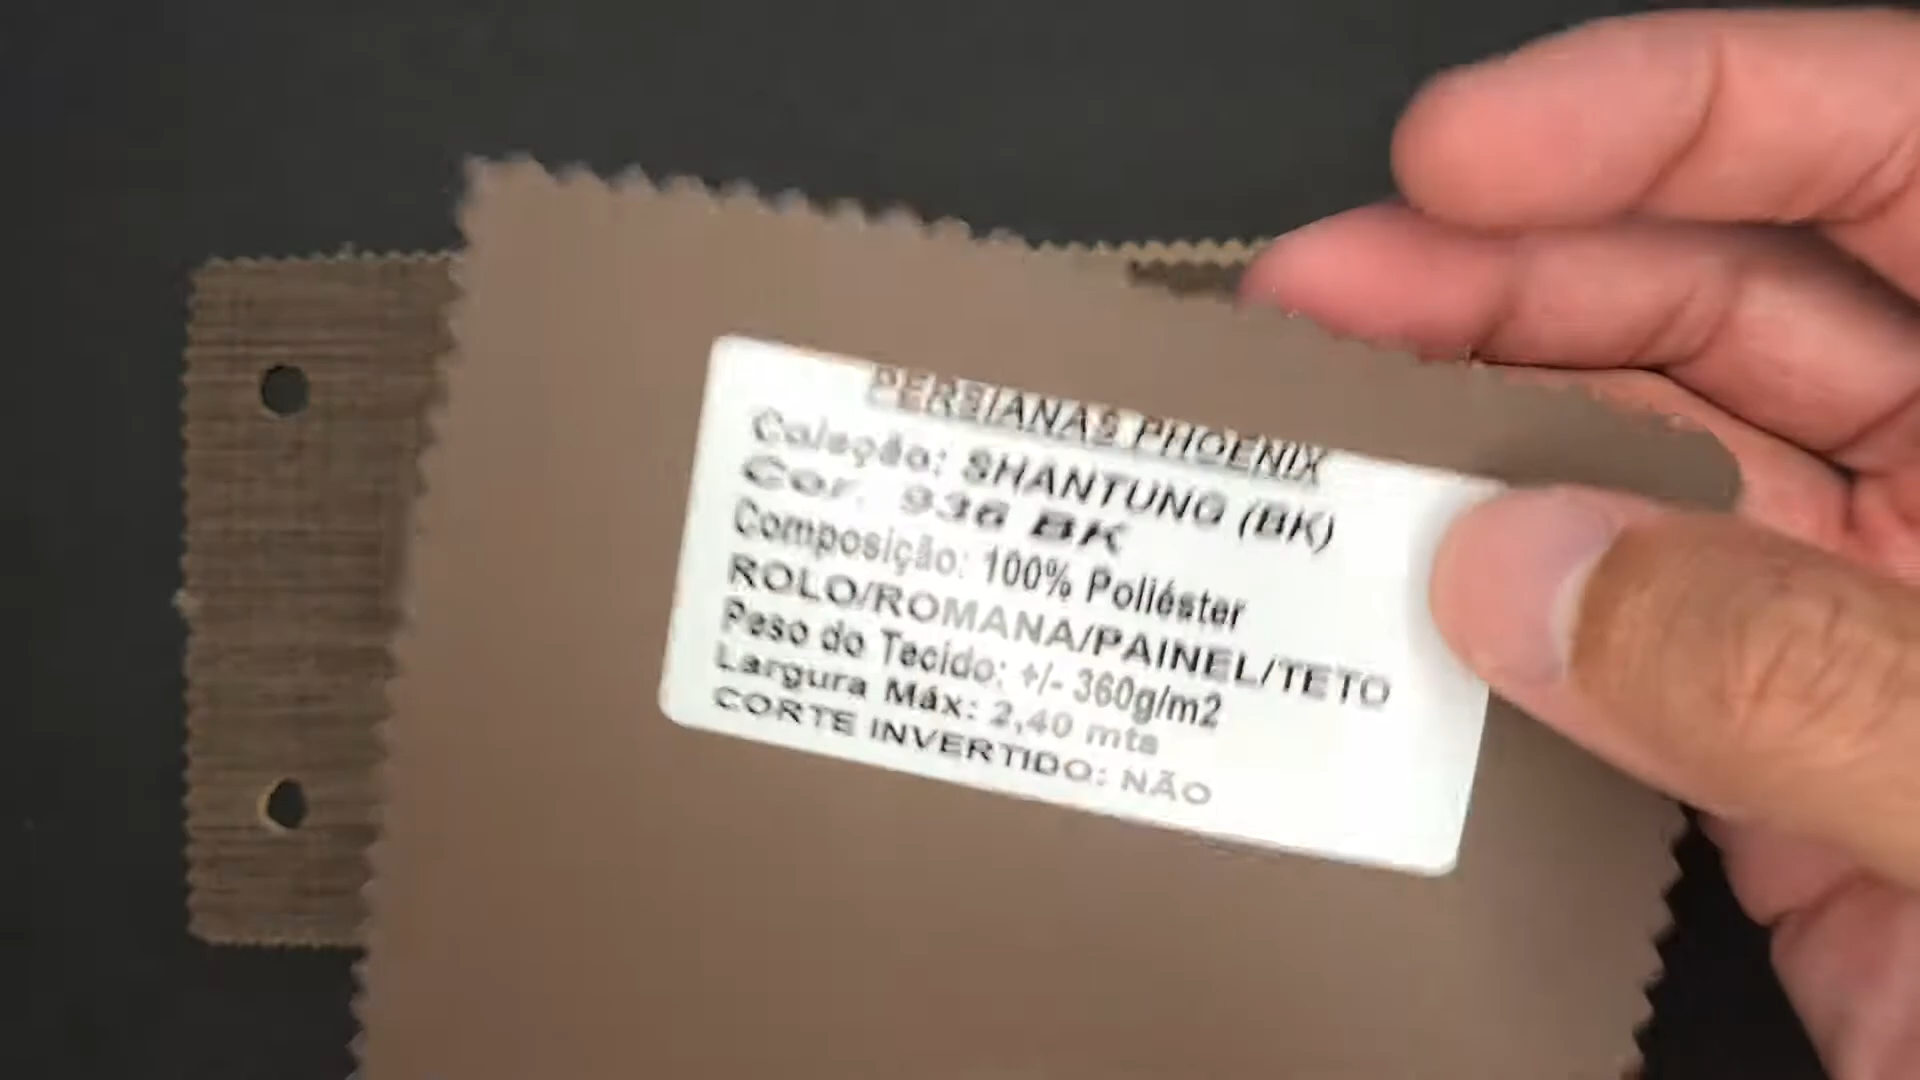 PERSIANAS PHOENIX
Coleção: SHANTUNG (BK)
Cor: 936 BK
Composição: 100% Poliéster
ROLO/ROMANA/PAINEL/TETO
Peso do Tecido: +/- 360g/m2
Largura Máx: 2,40 mts
CORTE INVERTIDO: NÃO